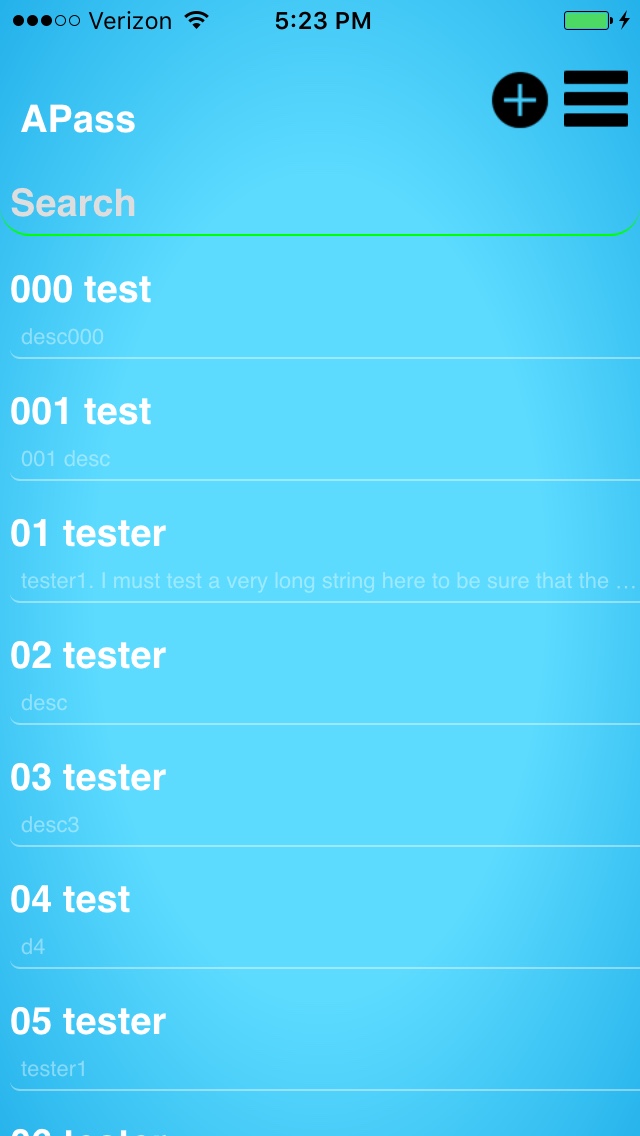 Verizon 5:23 PM
APass
Search
000 test
desc000
001 test
001 desc
01 tester
tester1. I must test a very long string here to be sure that the ...
02 tester
desc
03 tester
desc3
04 test
d4
05 tester
tester1